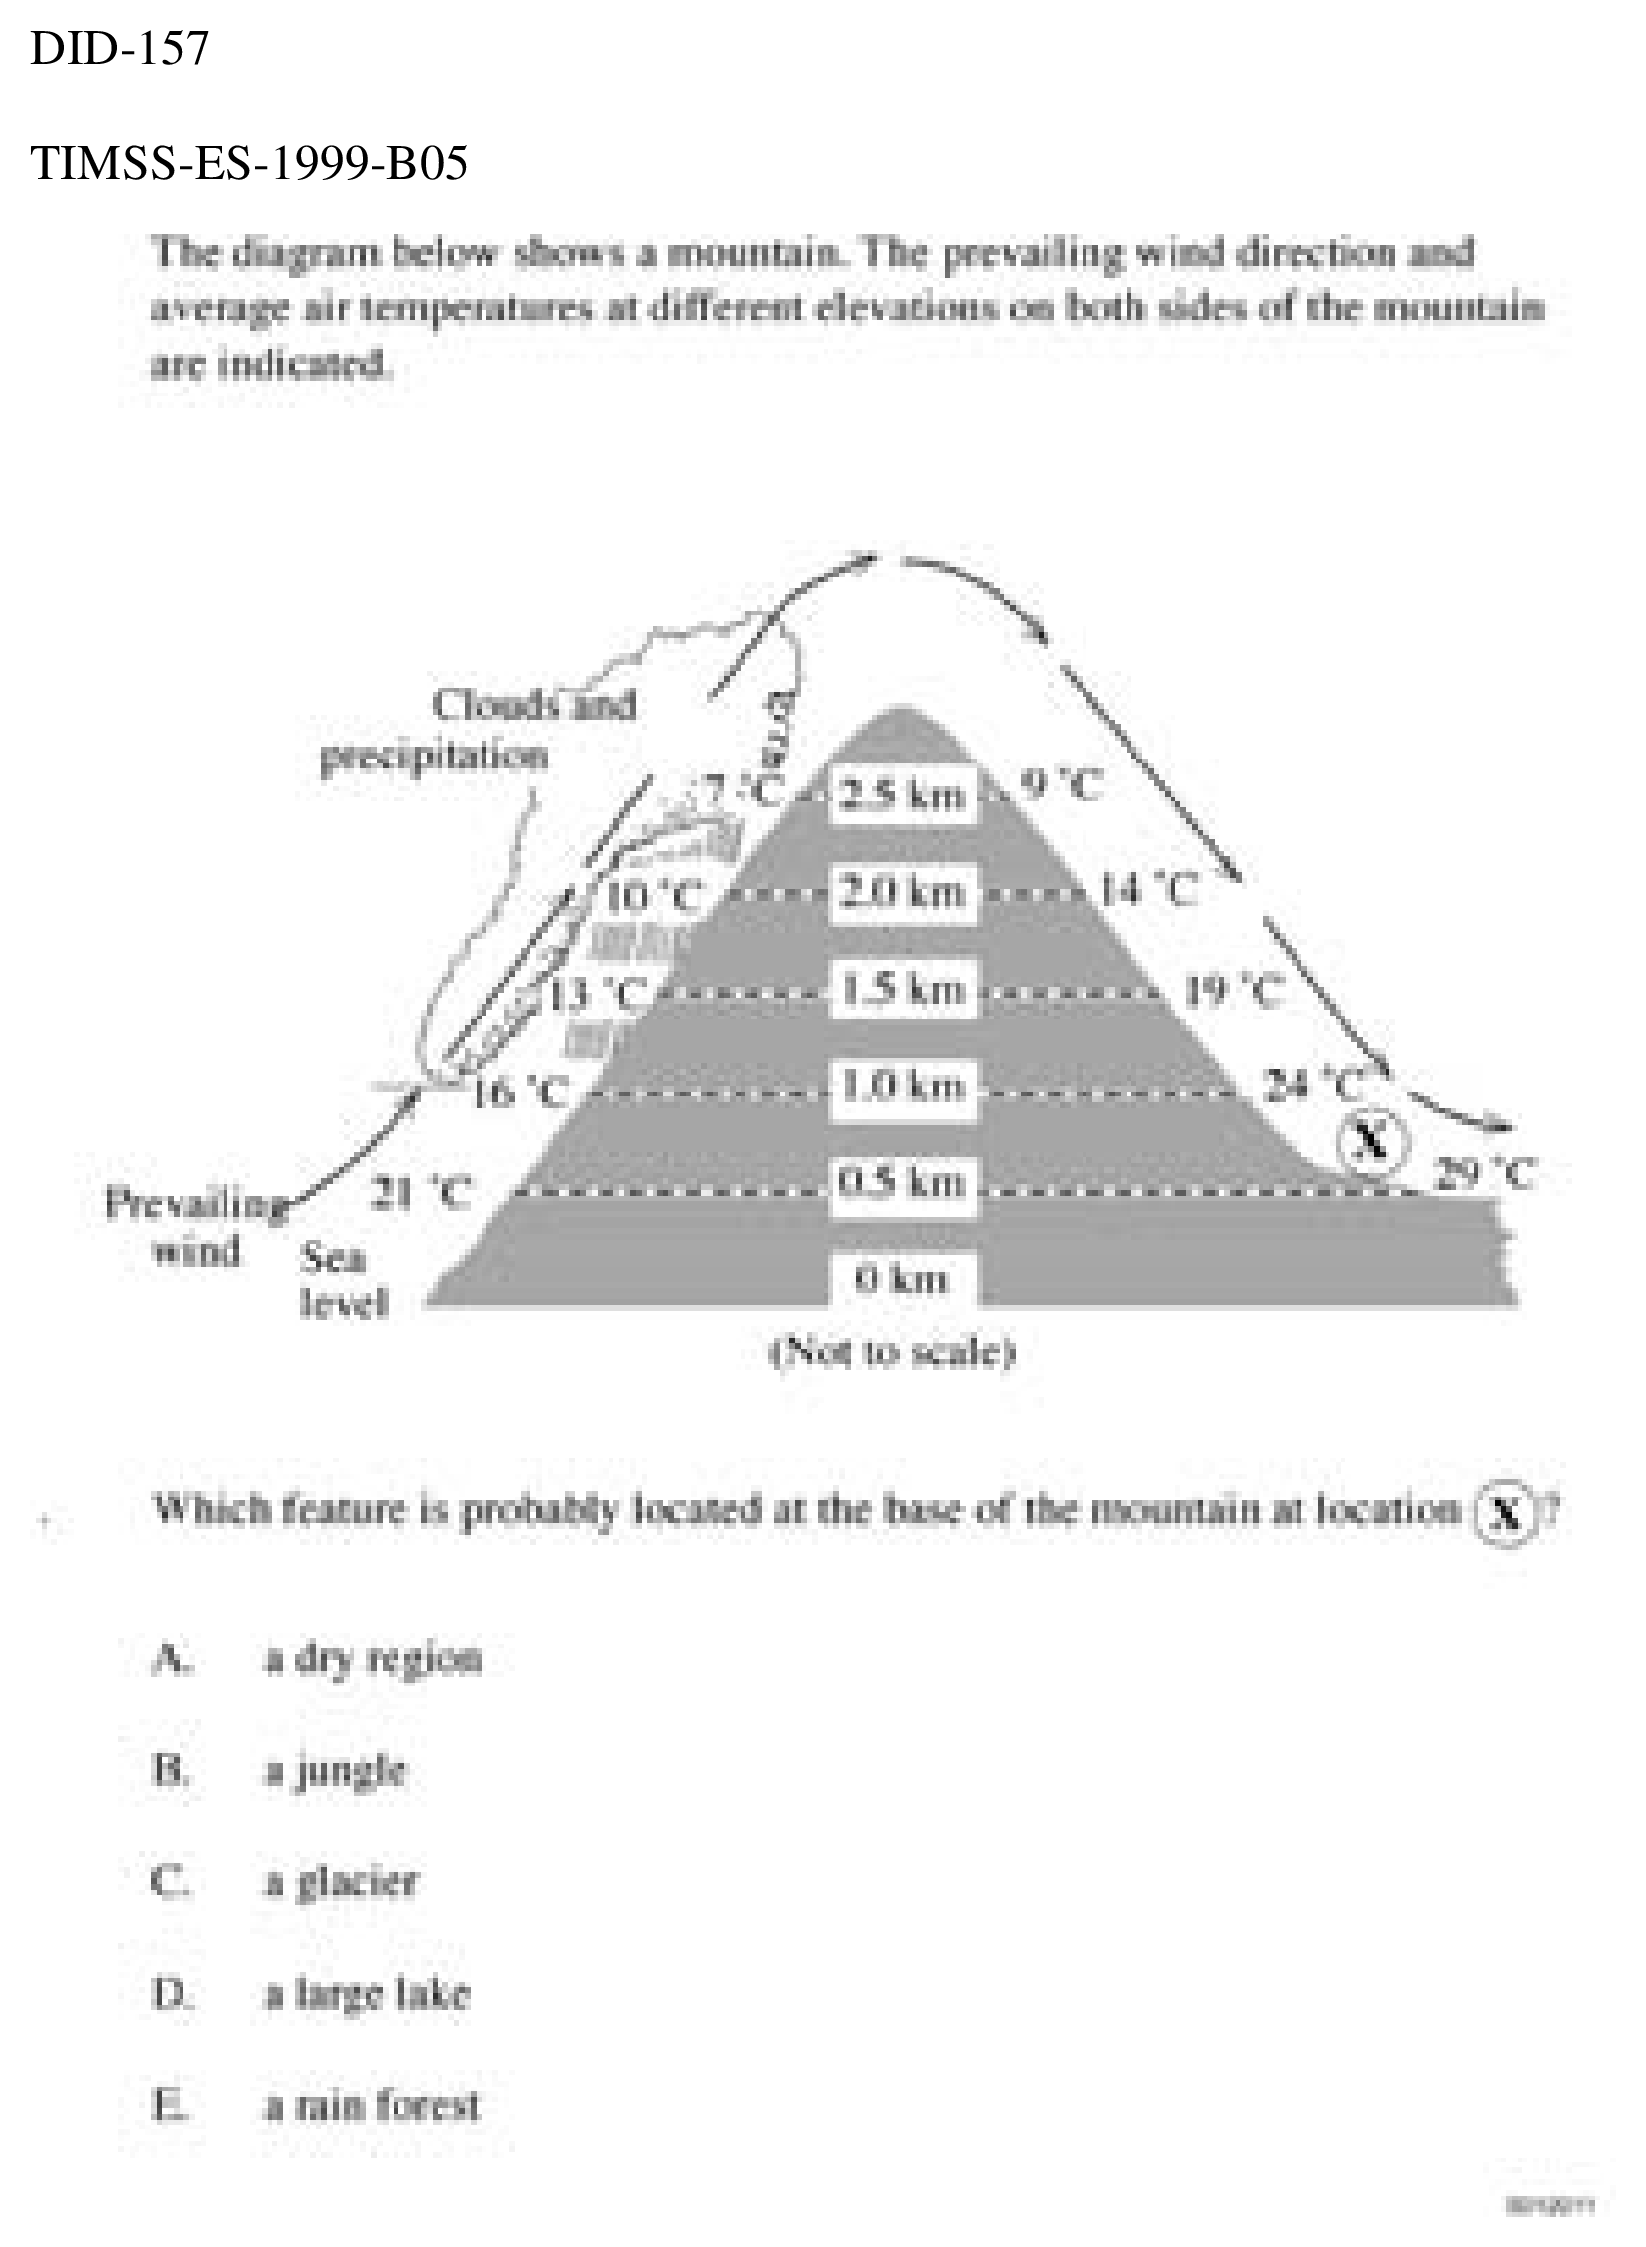 DID-157
TIMSS-ES-1999-B05
The diagram below shows a mountain. The prevailing wind direction and
average air temperatures at different elevations on both sides of the mountain
are indicated.
Clouds and
precipitation
7 °C 2.5 km 9 °C
10 °C 2.0 km 14 °C
13 °C 1.5 km 19 °C
16 °C 1.0 km 24 °C
X
21 °C 0.5 km 29 °C
Prevailing
wind
Sea
level
0 km
(Not to scale)
Which feature is probably located at the base of the mountain at location X ?
A. a dry region
B. a jungle
C. a glacier
D. a large lake
E. a rain forest